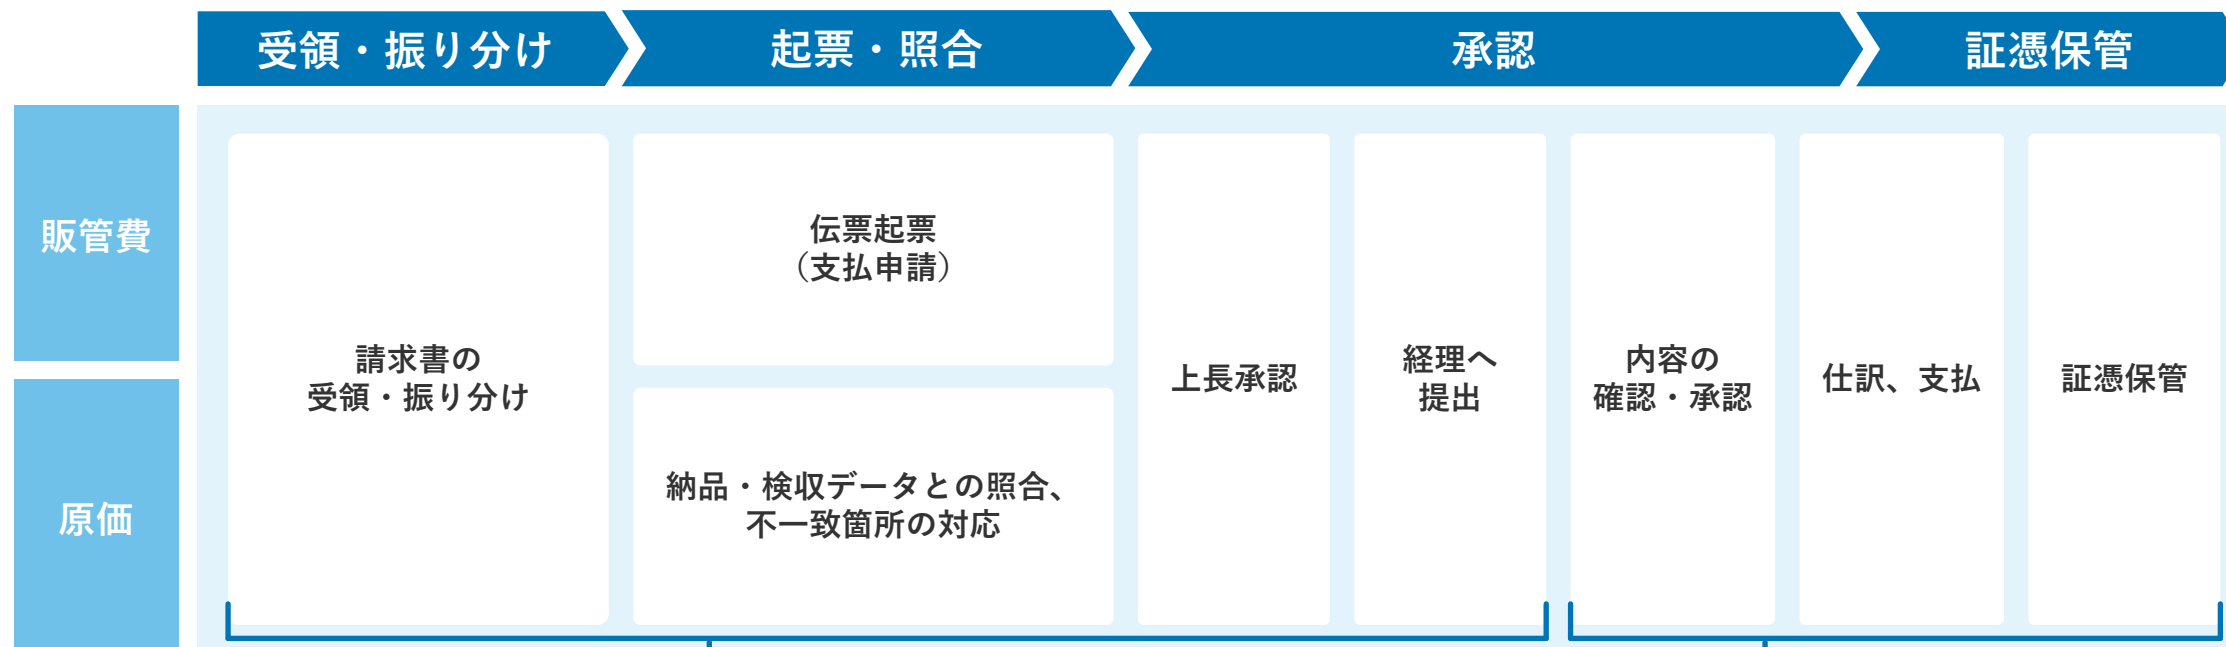 受領・振り分け
起票・照合
承認
証憑保管
販管費
原価
請求書の
受領・振り分け
伝票起票
（支払申請）
納品・検収データとの照合、
不一致箇所の対応
上長承認
経理へ
提出
内容の
確認・承認
仕訳、支払
証憑保管